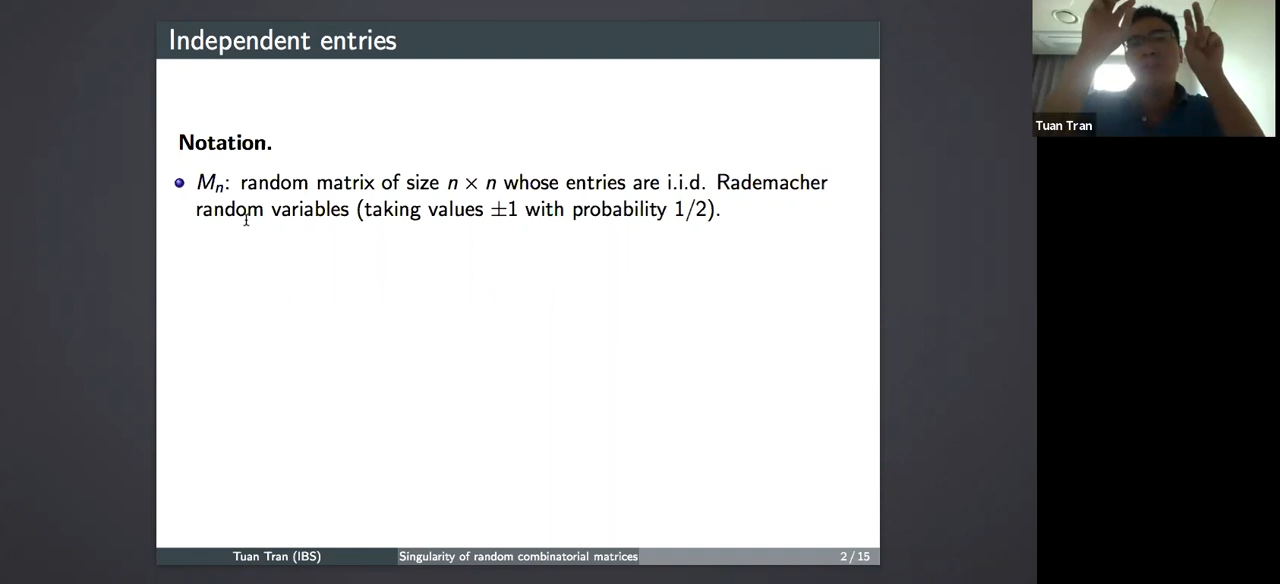 Independent entries
Notation.
M_n: random matrix of size n × n whose entries are i.i.d. Rademacher
random variables (taking values ±1 with probability 1/2).
Tuan Tran (IBS) Singularity of random combinatorial matrices 2 / 15
Tuan Tran